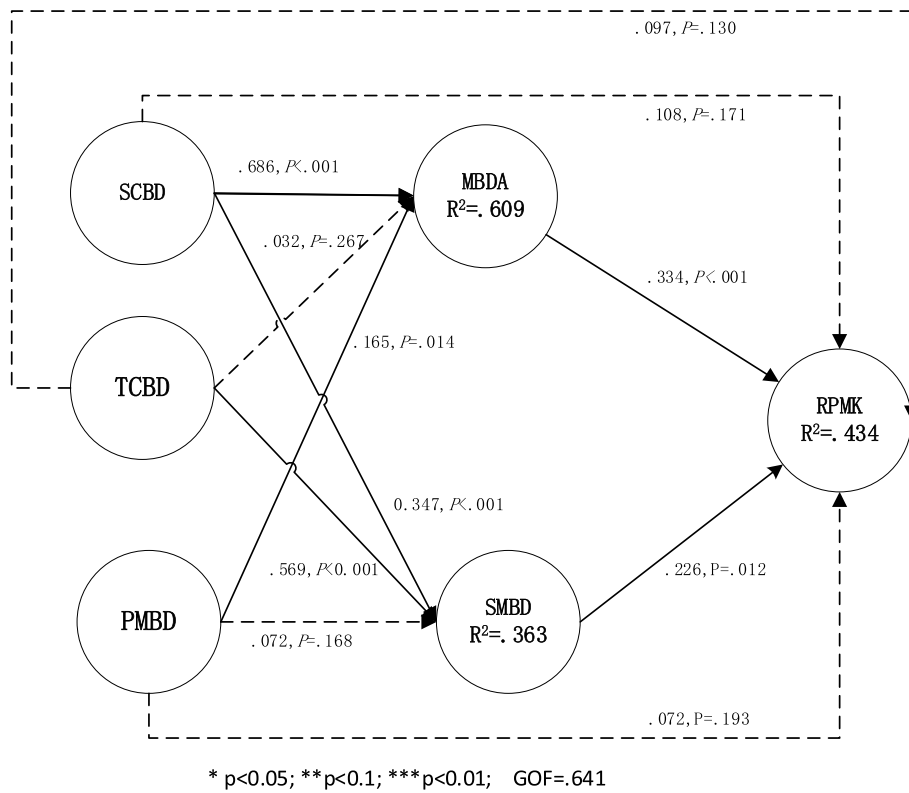 .097, P=.130
.108, P=.171
SCBD
.686, P<.001
MBDA
R²=.609
.032, P=.267
.334, P<.001
.165, P=.014
TCBD
RPMK
R²=.434
0.347, P<.001
.569, P<0.001
.226, P=.012
PMBD
SMBD
R²=.363
.072, P=.168
.072, P=.193
* p<0.05; **p<0.1; ***p<0.01; GOF=.641